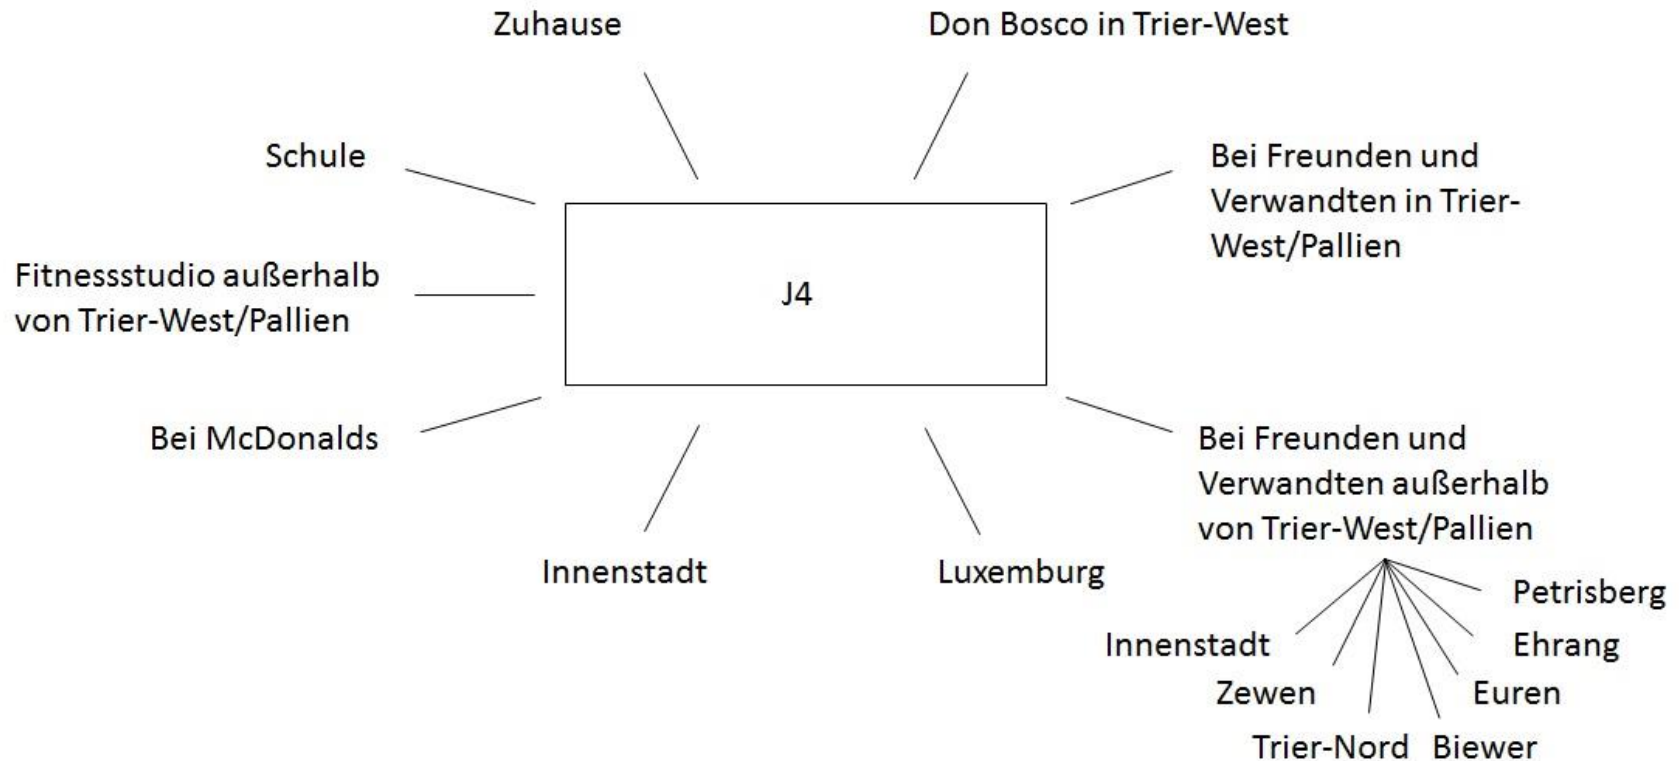 Zuhause
Don Bosco in Trier-West
Schule
Bei Freunden und
Verwandten in Trier-
West/Pallien
Fitnessstudio außerhalb
von Trier-West/Pallien
J4
Bei McDonalds
Bei Freunden und
Verwandten außerhalb
von Trier-West/Pallien
Innenstadt
Luxemburg
Petrisberg
Innenstadt
Ehrang
Zewen
Euren
Trier-Nord
Biewer